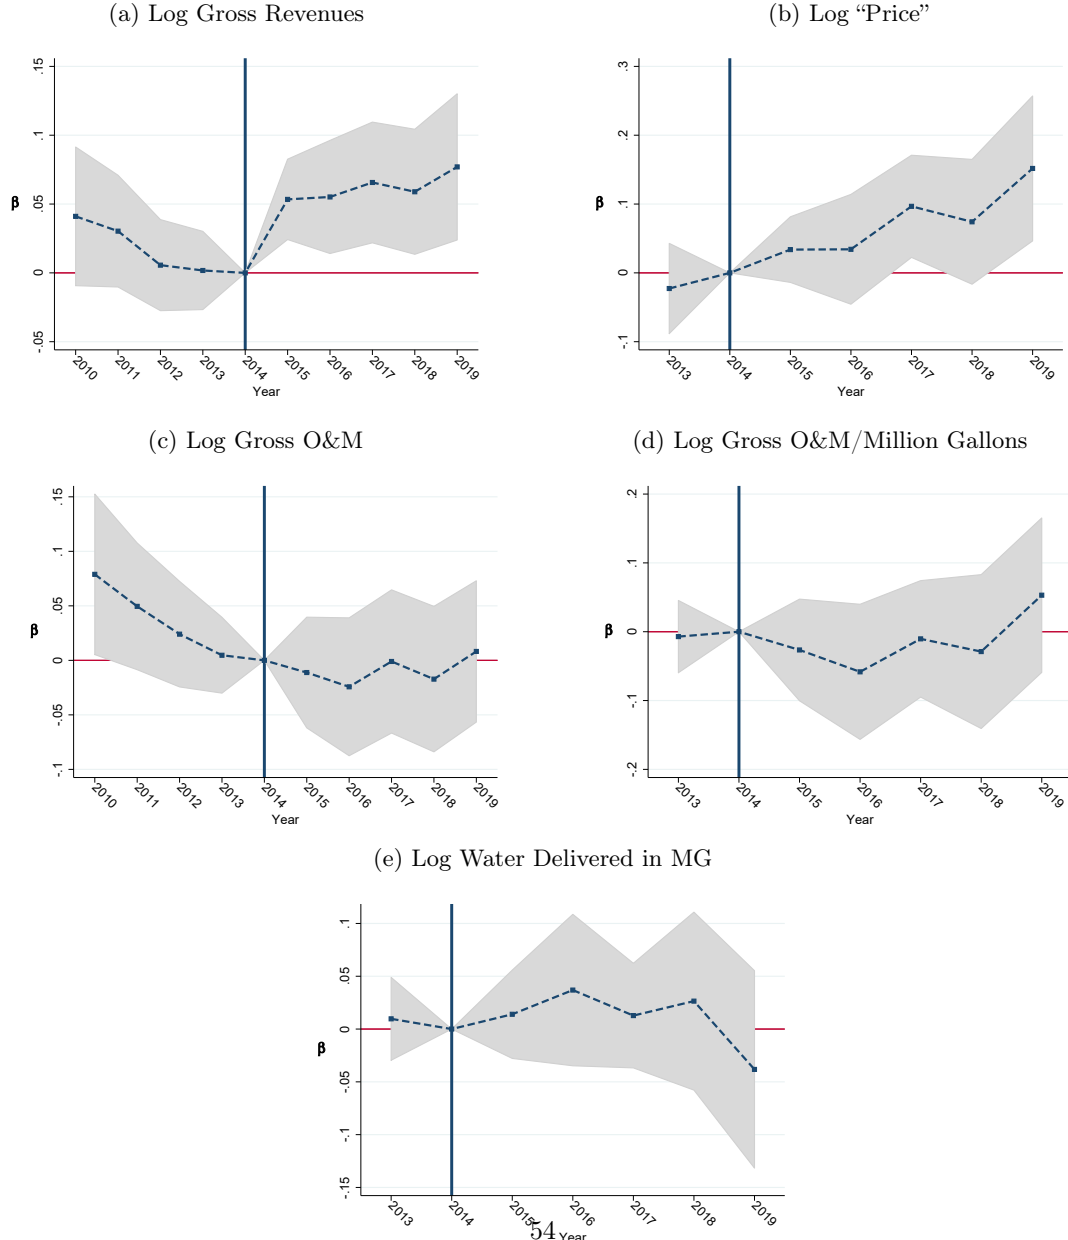 (a) Log Gross Revenues
.15
.1
.05
0
-.05
β
2010 2011 2012 2013 2014 2015 2016 2017 2018 2019
Year
(b) Log “Price”
.3
.2
.1
0
-.1
β
2013 2014 2015 2016 2017 2018 2019
Year
(c) Log Gross O&M
.15
.1
.05
0
-.05
-.1
β
2010 2011 2012 2013 2014 2015 2016 2017 2018 2019
Year
(d) Log Gross O&M/Million Gallons
.2
.1
0
-.1
-.2
β
2013 2014 2015 2016 2017 2018 2019
Year
(e) Log Water Delivered in MG
.1
.05
0
-.05
-.1
-.15
β
2013 2014 2015 2016 2017 2018 2019
Year
54